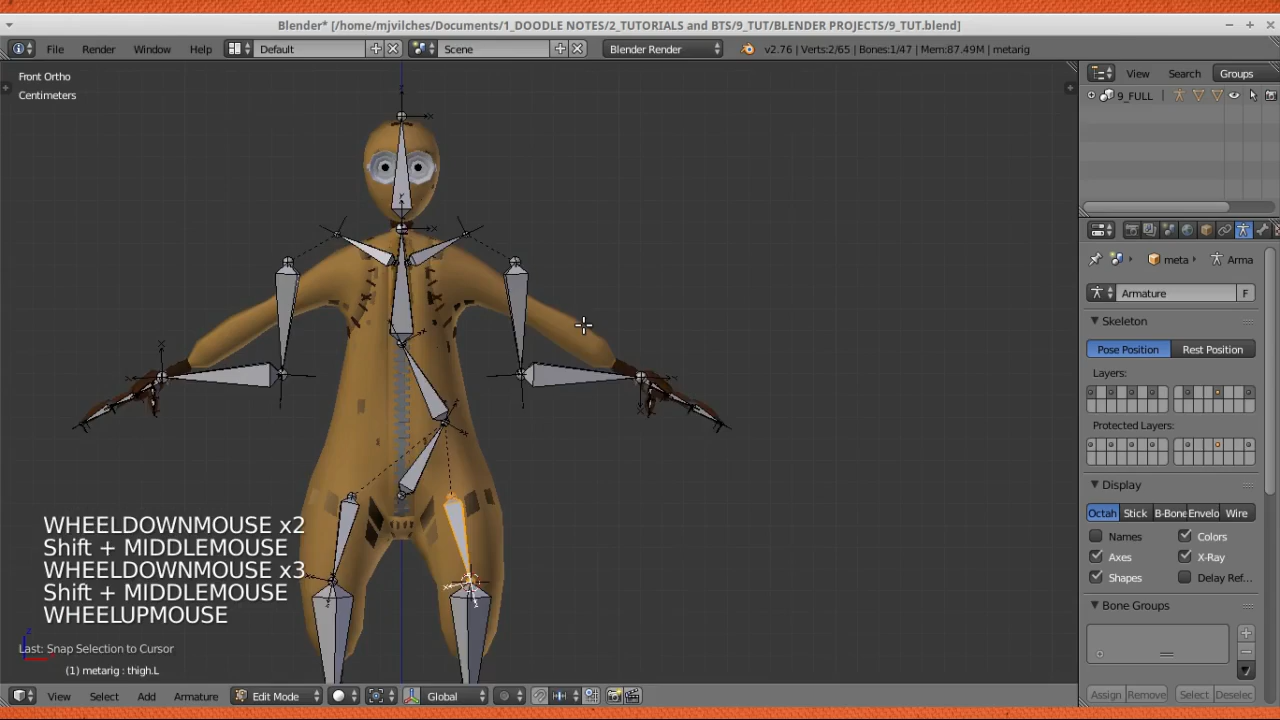 Blender* [/home/mjvilches/Documents/1_DOODLE NOTES/2_TUTORIALS and BTS/9_TUT/BLENDER PROJECTS/9_TUT.blend]
File Render Window Help Default Scene Blender Render v2.76 | Verts:2/65 | Bones:1/47 | Mem:87.49M | metarig
Front Ortho
Centimeters
View Search Groups
9_FULL
meta Arma
Armature F
Skeleton
Pose Position Rest Position
Layers:
Protected Layers:
Display
Octah Stick B-Bone Envelo Wire
Names Colors
Axes X-Ray
Shapes Delay Ref...
Bone Groups
Assign Remove Select Deselec
WHEELDOWNMOUSE x2
Shift + MIDDLEMOUSE
WHEELDOWNMOUSE x3
Shift + MIDDLEMOUSE
WHEELUPMOUSE
Last: Snap Selection to Cursor
(1) metarig : thigh.L
View Select Add Armature Edit Mode Global